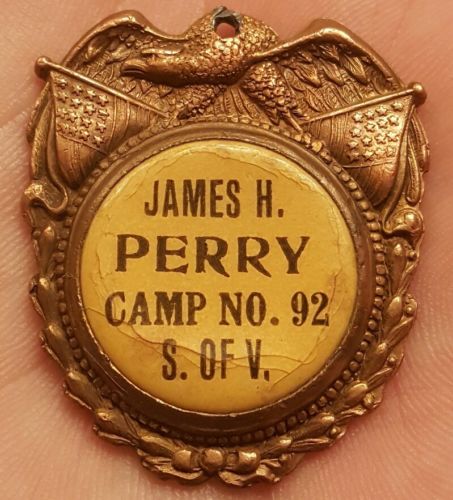 JAMES H.
PERRY
CAMP NO. 92
S. OF V.